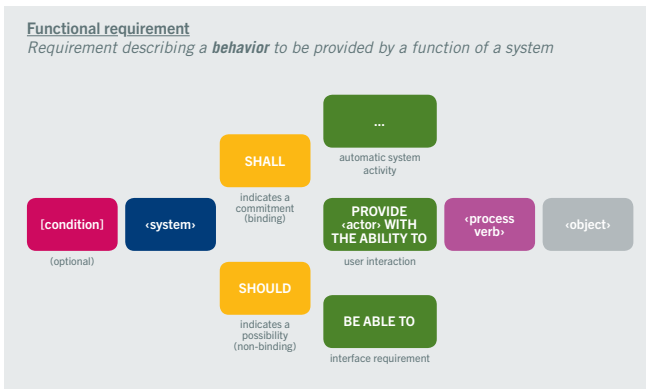 Functional requirement
Requirement describing a behavior to be provided by a function of a system
...
automatic system
activity
SHALL
indicates a
commitment
(binding)
[condition]
(optional)
‹system›
PROVIDE
‹actor› WITH
THE ABILITY TO
user interaction
‹process
verb›
‹object›
SHOULD
indicates a
possibility
(non-binding)
BE ABLE TO
interface requirement